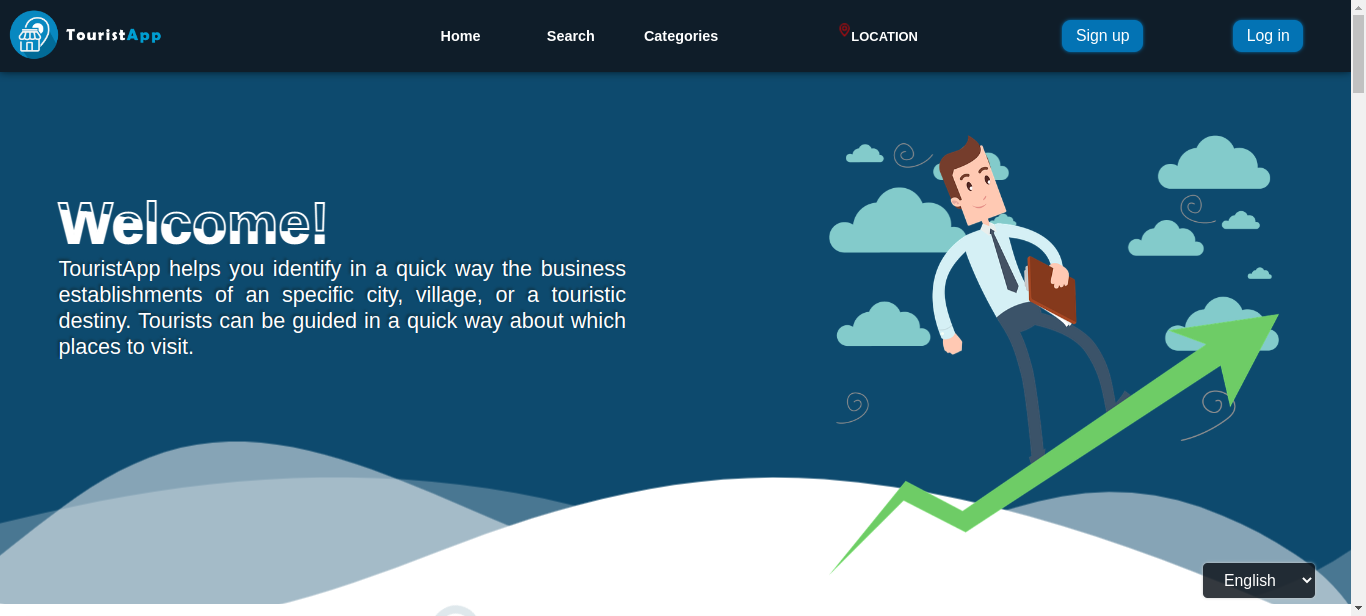 TouristApp Home Search Categories LOCATION Sign up Log in
Welcome!
TouristApp helps you identify in a quick way the business
establishments of an specific city, village, or a touristic
destiny. Tourists can be guided in a quick way about which
places to visit.
English